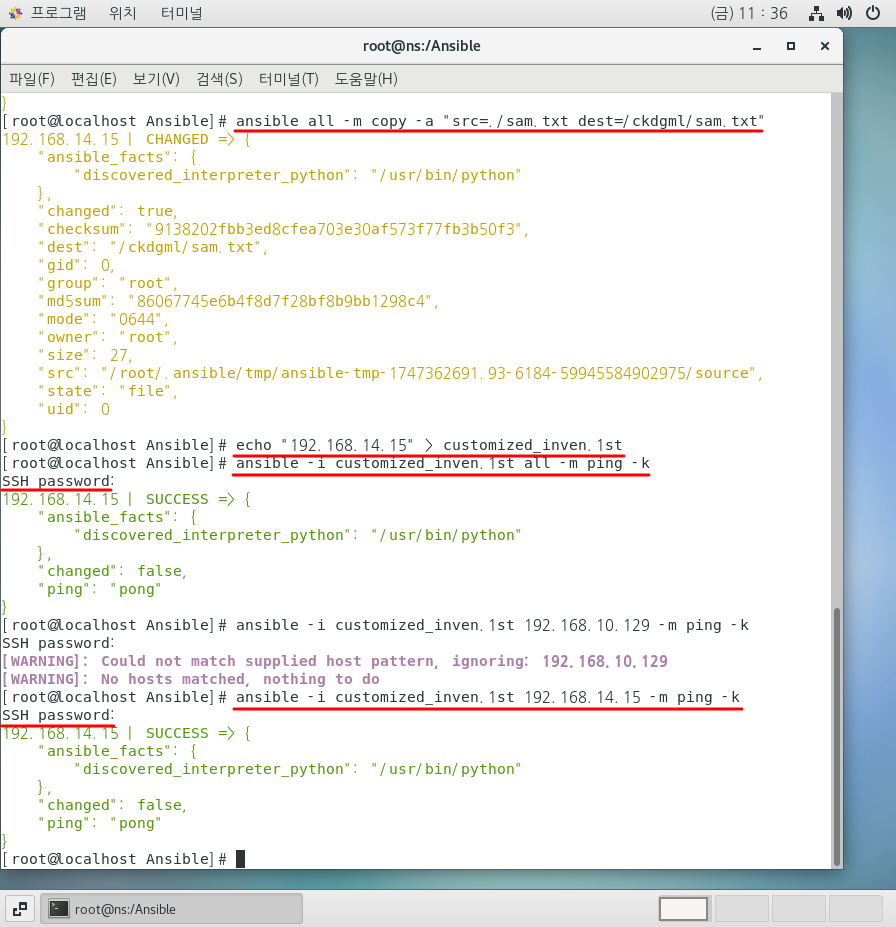 프로그램 위치 터미널 (금) 11 : 36
root@ns:/Ansible
파일(F) 편집(E) 보기(V) 검색(S) 터미널(T) 도움말(H)
}
[root@localhost Ansible]# ansible all -m copy -a "src=./sam.txt dest=/ckdgml/sam.txt"
192.168.14.15 | CHANGED => {
    "ansible_facts": {
        "discovered_interpreter_python": "/usr/bin/python"
    },
    "changed": true,
    "checksum": "9138202fbb3ed8cfea703e30af573f77fb3b50f3",
    "dest": "/ckdgml/sam.txt",
    "gid": 0,
    "group": "root",
    "md5sum": "86067745e6b4f8d7f28bf8b9bb1298c4",
    "mode": "0644",
    "owner": "root",
    "size": 27,
    "src": "/root/.ansible/tmp/ansible-tmp-1747362691.93-6184-59945584902975/source",
    "state": "file",
    "uid": 0
}
[root@localhost Ansible]# echo "192.168.14.15" > customized_inven.1st
[root@localhost Ansible]# ansible -i customized_inven.1st all -m ping -k
SSH password:
192.168.14.15 | SUCCESS => {
    "ansible_facts": {
        "discovered_interpreter_python": "/usr/bin/python"
    },
    "changed": false,
    "ping": "pong"
}
[root@localhost Ansible]# ansible -i customized_inven.1st 192.168.10.129 -m ping -k
SSH password:
[WARNING]: Could not match supplied host pattern, ignoring: 192.168.10.129
[WARNING]: No hosts matched, nothing to do
[root@localhost Ansible]# ansible -i customized_inven.1st 192.168.14.15 -m ping -k
SSH password:
192.168.14.15 | SUCCESS => {
    "ansible_facts": {
        "discovered_interpreter_python": "/usr/bin/python"
    },
    "changed": false,
    "ping": "pong"
}
[root@localhost Ansible]#
root@ns:/Ansible